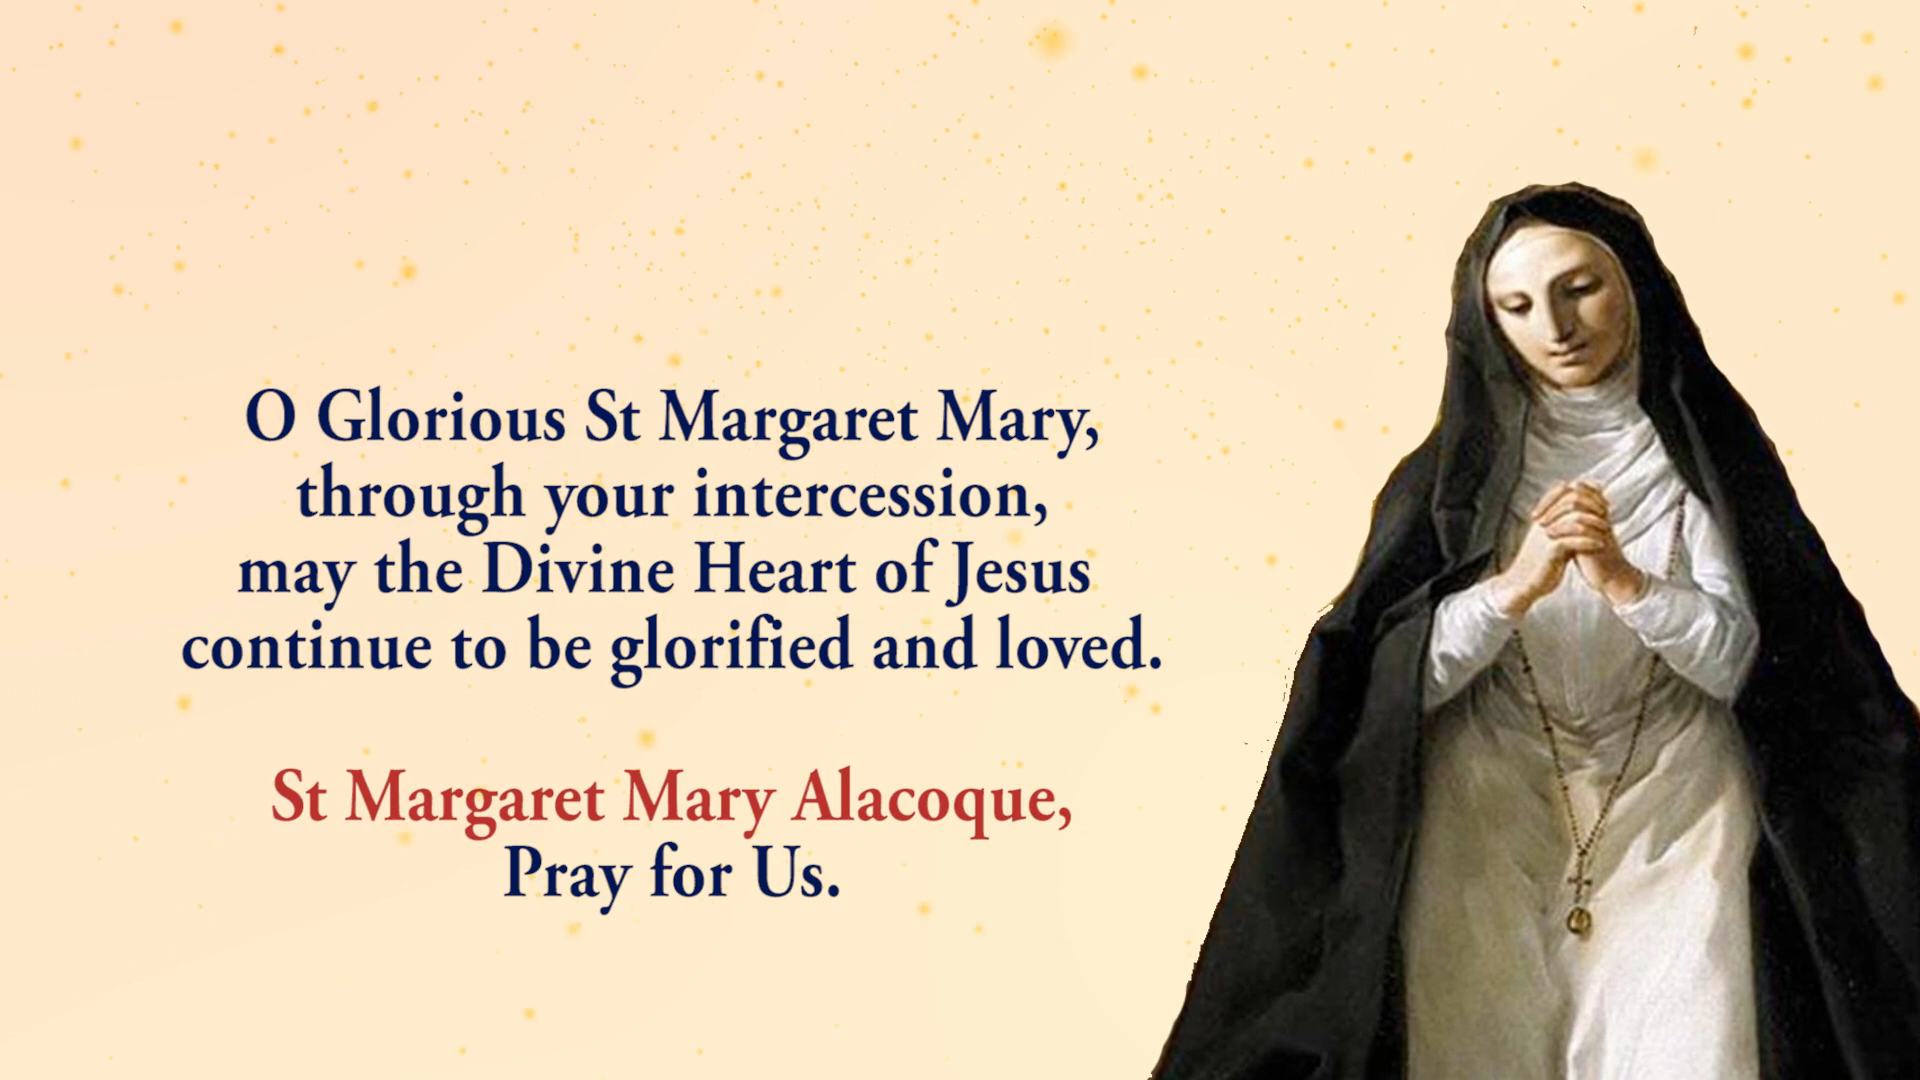 O Glorious St Margaret Mary,
through your intercession,
may the Divine Heart of Jesus
continue to be glorified and loved.
St Margaret Mary Alacoque,
Pray for Us.